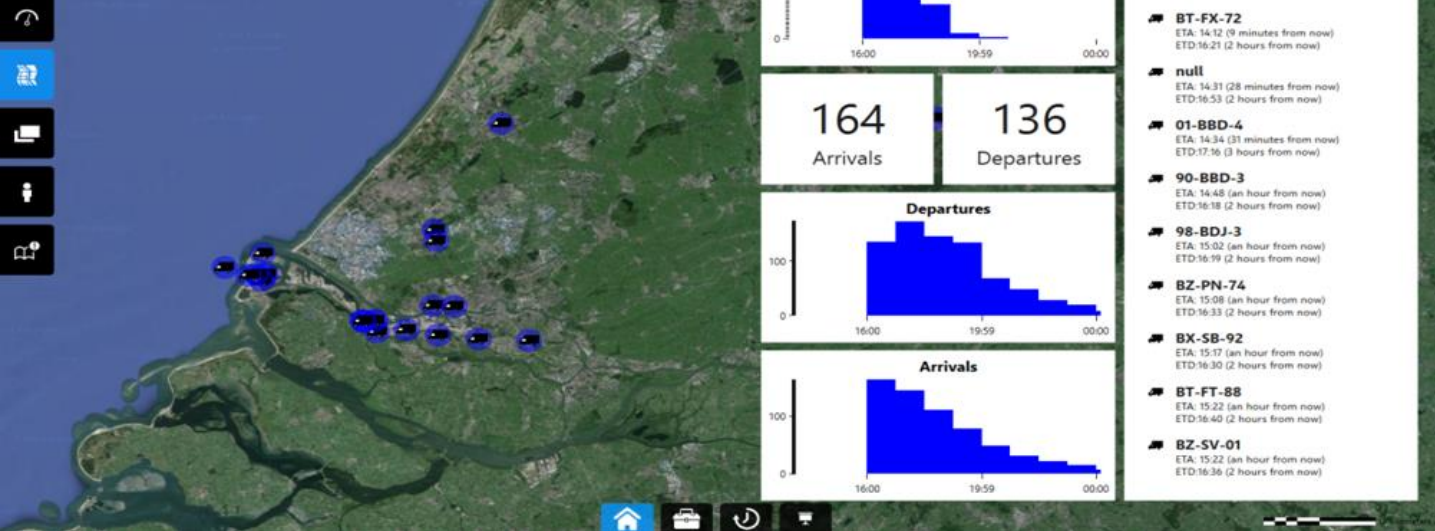 0
16:00 19:59 00:00
164
Arrivals
136
Departures
Departures
100
0
16:00 19:59 00:00
Arrivals
100
0
16:00 19:59 00:00
BT-FX-72
ETA: 14:12 (9 minutes from now)
ETD:16:21 (2 hours from now)
null
ETA: 14:31 (28 minutes from now)
ETD:16:53 (2 hours from now)
01-BBD-4
ETA: 14:34 (31 minutes from now)
ETD:17:16 (3 hours from now)
90-BBD-3
ETA: 14:48 (an hour from now)
ETD:16:18 (2 hours from now)
98-BDJ-3
ETA: 15:02 (an hour from now)
ETD:16:19 (2 hours from now)
BZ-PN-74
ETA: 15:08 (an hour from now)
ETD:16:33 (2 hours from now)
BX-SB-92
ETA: 15:17 (an hour from now)
ETD:16:30 (2 hours from now)
BT-FT-88
ETA: 15:22 (an hour from now)
ETD:16:40 (2 hours from now)
BZ-SV-01
ETA: 15:22 (an hour from now)
ETD:16:36 (2 hours from now)